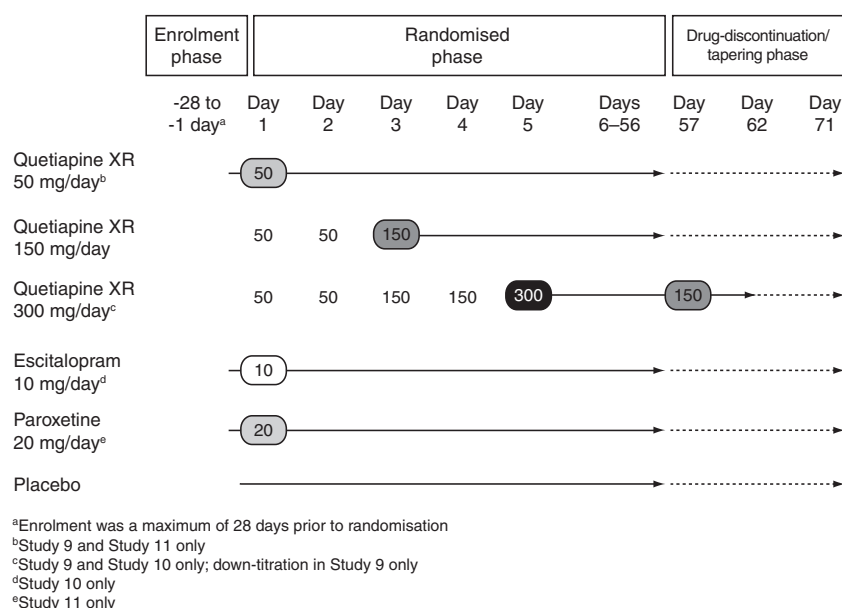 Enrolment phase
Randomised phase
Drug-discontinuation/ tapering phase
-28 to -1 dayᵃ
Day 1
Day 2
Day 3
Day 4
Day 5
Days 6–56
Day 57
Day 62
Day 71
Quetiapine XR
50 mg/dayᵇ
50
Quetiapine XR
150 mg/day
50 50 150
Quetiapine XR
300 mg/dayᶜ
50 50 150 150 300 150
Escitalopram
10 mg/dayᵈ
10
Paroxetine
20 mg/dayᵉ
20
Placebo
ᵃEnrolment was a maximum of 28 days prior to randomisation
ᵇStudy 9 and Study 11 only
ᶜStudy 9 and Study 10 only; down-titration in Study 9 only
ᵈStudy 10 only
ᵉStudy 11 only